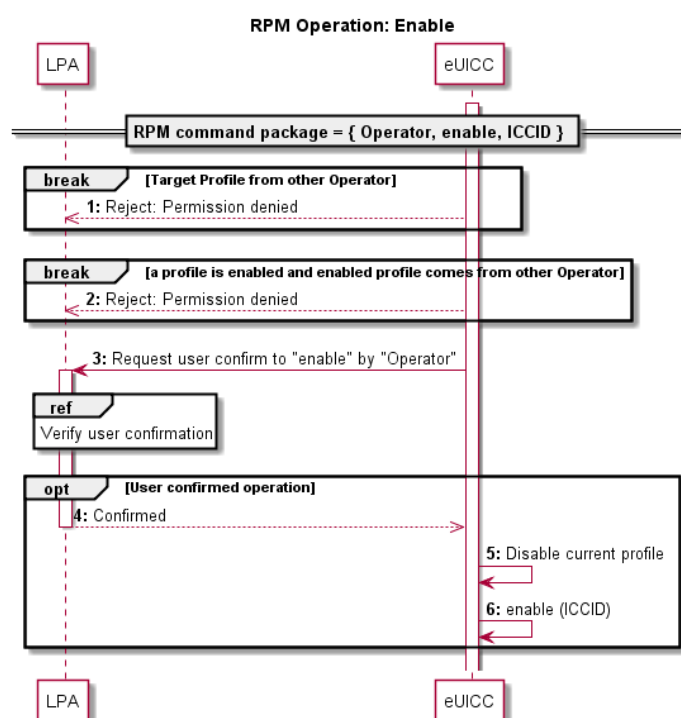 RPM Operation: Enable
LPA
eUICC
RPM command package = { Operator, enable, ICCID }
break [Target Profile from other Operator]
1: Reject: Permission denied
break [a profile is enabled and enabled profile comes from other Operator]
2: Reject: Permission denied
3: Request user confirm to "enable" by "Operator"
ref
Verify user confirmation
opt [User confirmed operation]
4: Confirmed
5: Disable current profile
6: enable (ICCID)
LPA
eUICC